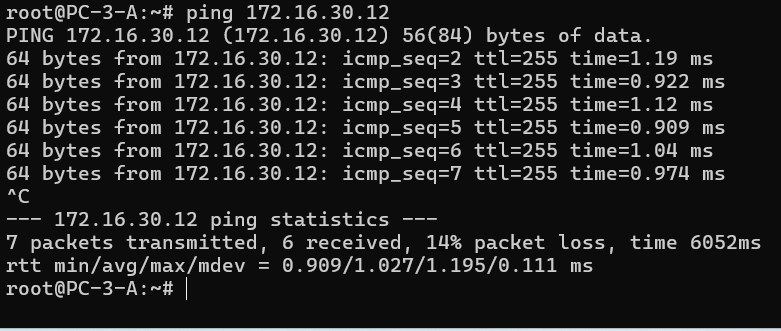 root@PC-3-A:~# ping 172.16.30.12
PING 172.16.30.12 (172.16.30.12) 56(84) bytes of data.
64 bytes from 172.16.30.12: icmp_seq=2 ttl=255 time=1.19 ms
64 bytes from 172.16.30.12: icmp_seq=3 ttl=255 time=0.922 ms
64 bytes from 172.16.30.12: icmp_seq=4 ttl=255 time=1.12 ms
64 bytes from 172.16.30.12: icmp_seq=5 ttl=255 time=0.909 ms
64 bytes from 172.16.30.12: icmp_seq=6 ttl=255 time=1.04 ms
64 bytes from 172.16.30.12: icmp_seq=7 ttl=255 time=0.974 ms
^C
--- 172.16.30.12 ping statistics ---
7 packets transmitted, 6 received, 14% packet loss, time 6052ms
rtt min/avg/max/mdev = 0.909/1.027/1.195/0.111 ms
root@PC-3-A:~#